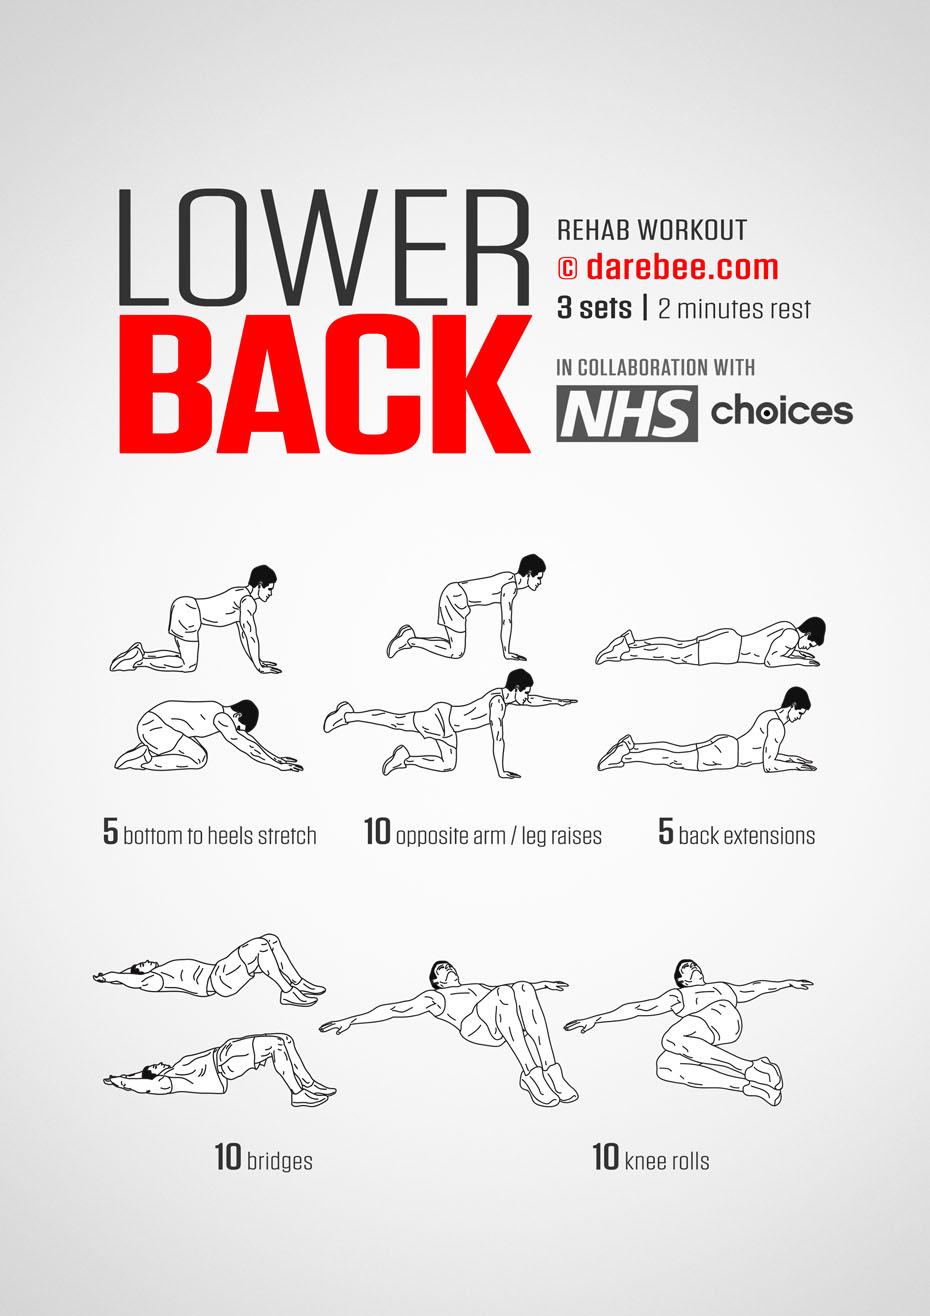 LOWER
BACK
REHAB WORKOUT
© darebee.com
3 sets | 2 minutes rest
IN COLLABORATION WITH
NHS choices
5 bottom to heels stretch
10 opposite arm / leg raises
5 back extensions
10 bridges
10 knee rolls